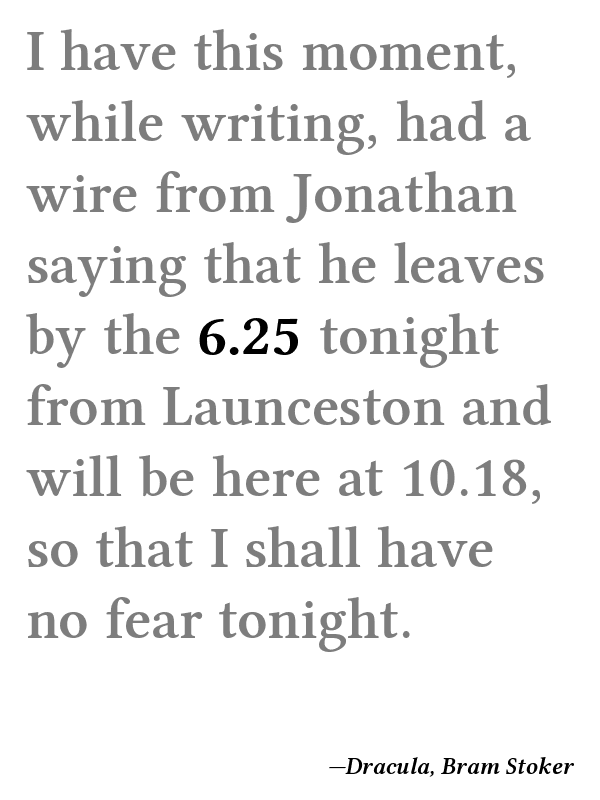 I have this moment,
while writing, had a
wire from Jonathan
saying that he leaves
by the 6.25 tonight
from Launceston and
will be here at 10.18,
so that I shall have
no fear tonight.
—Dracula, Bram Stoker